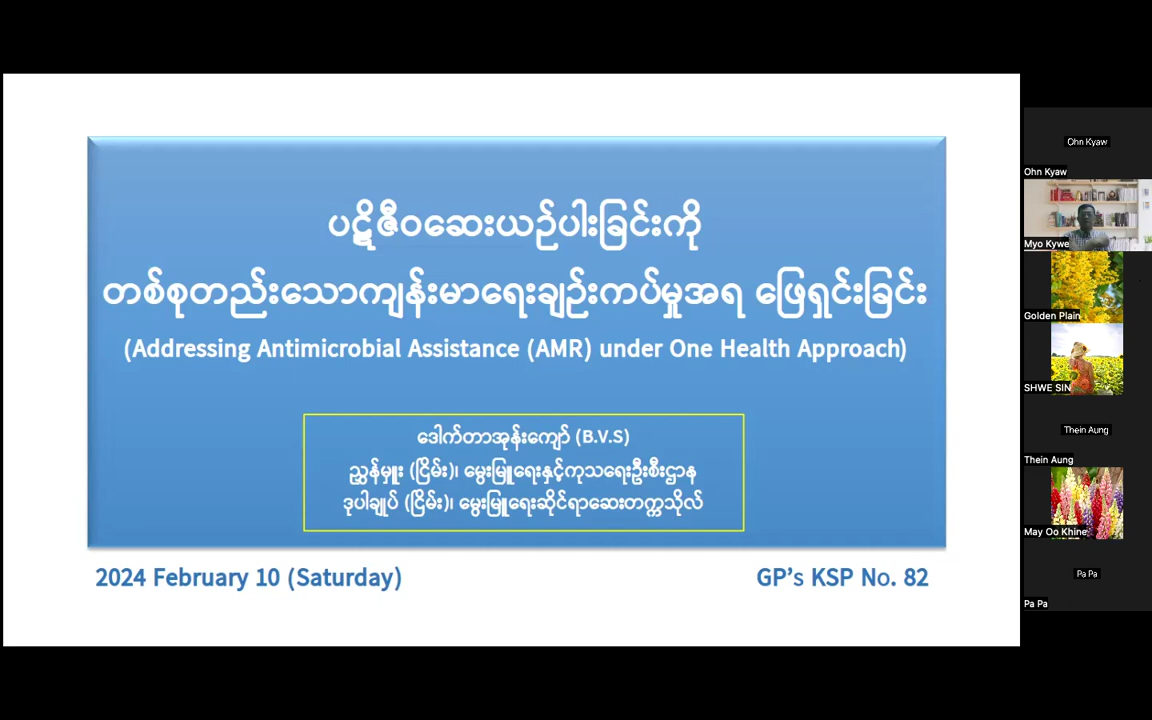 ပဋိဇီဝဆေးယဉ်ပါးခြင်းကို
တစ်စုတည်းသောကျန်းမာရေးချဉ်းကပ်မှုအရ ဖြေရှင်းခြင်း
(Addressing Antimicrobial Assistance (AMR) under One Health Approach)
ဒေါက်တာအုန်းကျော် (B.V.S)
ညွှန်မှူး (ငြိမ်း)၊ မွေးမြူရေးနှင့်ကုသရေးဦးစီးဌာန
ဒုပါချုပ် (ငြိမ်း)၊ မွေးမြူရေးဆိုင်ရာဆေးတက္ကသိုလ်
2024 February 10 (Saturday)
GP’s KSP No. 82
Ohn Kyaw
Ohn Kyaw
Myo Kywe
Golden Plain
SHWE SIN
Thein Aung
Thein Aung
May Oo Khine
Pa Pa
Pa Pa